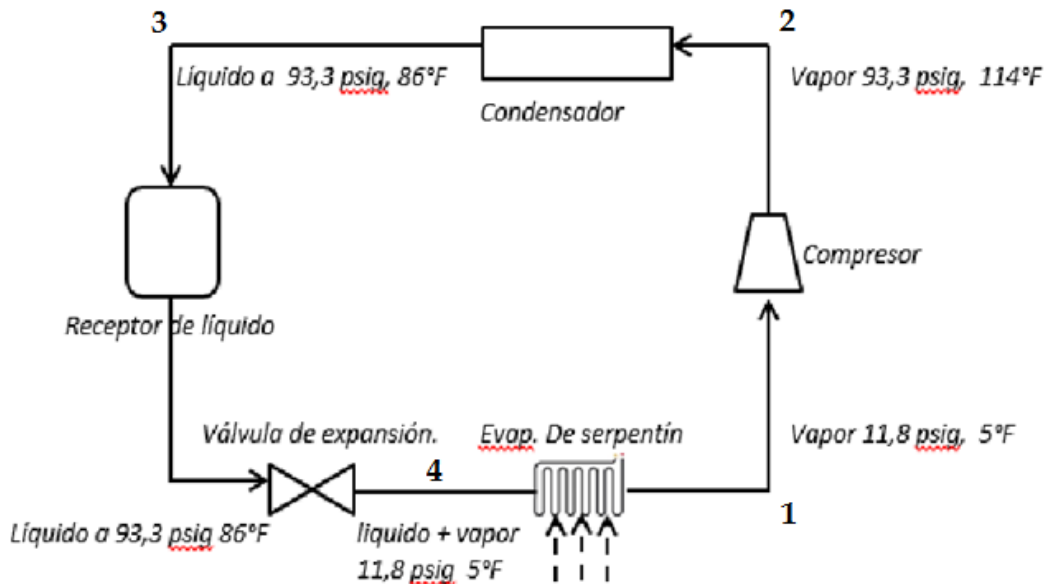 3
2
Líquido a 93,3 psig, 86°F
Vapor 93,3 psig, 114°F
Condensador
Compresor
Receptor de líquido
Válvula de expansión.
Evap. De serpentín
Vapor 11,8 psig, 5°F
4
1
Líquido a 93,3 psig 86°F
liquido + vapor
11,8 psig 5°F